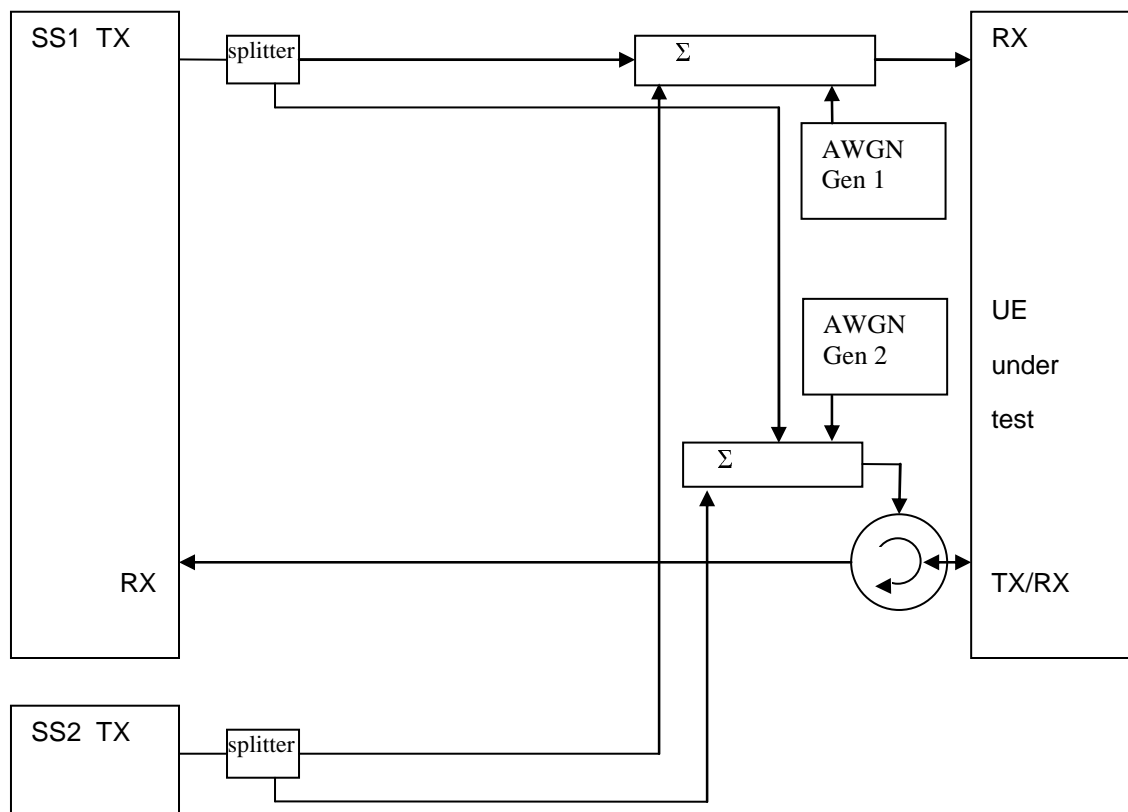 SS1 TX
splitter
Σ
RX
AWGN
Gen 1
AWGN
Gen 2
UE
under
test
Σ
RX
TX/RX
SS2 TX
splitter